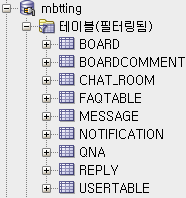 mbtting
테이블(필터링됨)
BOARD
BOARDCOMMENT
CHAT_ROOM
FAQTABLE
MESSAGE
NOTIFICATION
QNA
REPLY
USERTABLE